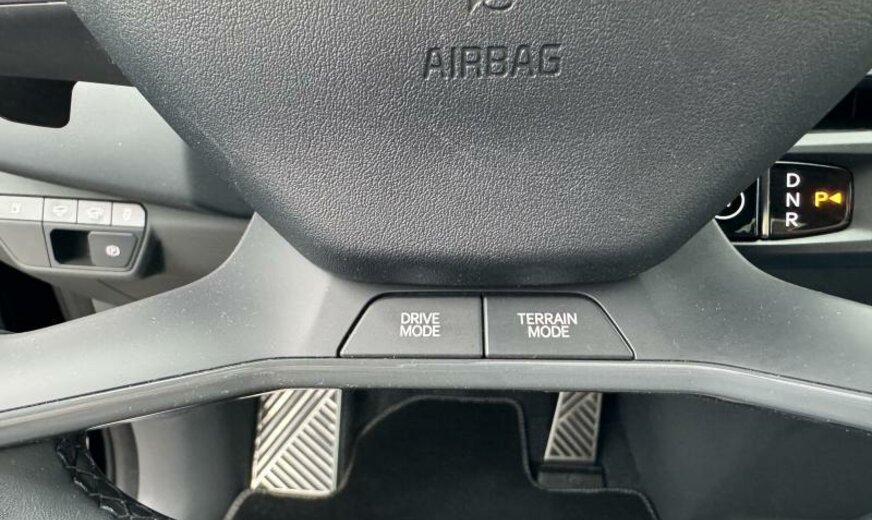 AIRBAG
D
N
R
P
DRIVE
MODE
TERRAIN
MODE